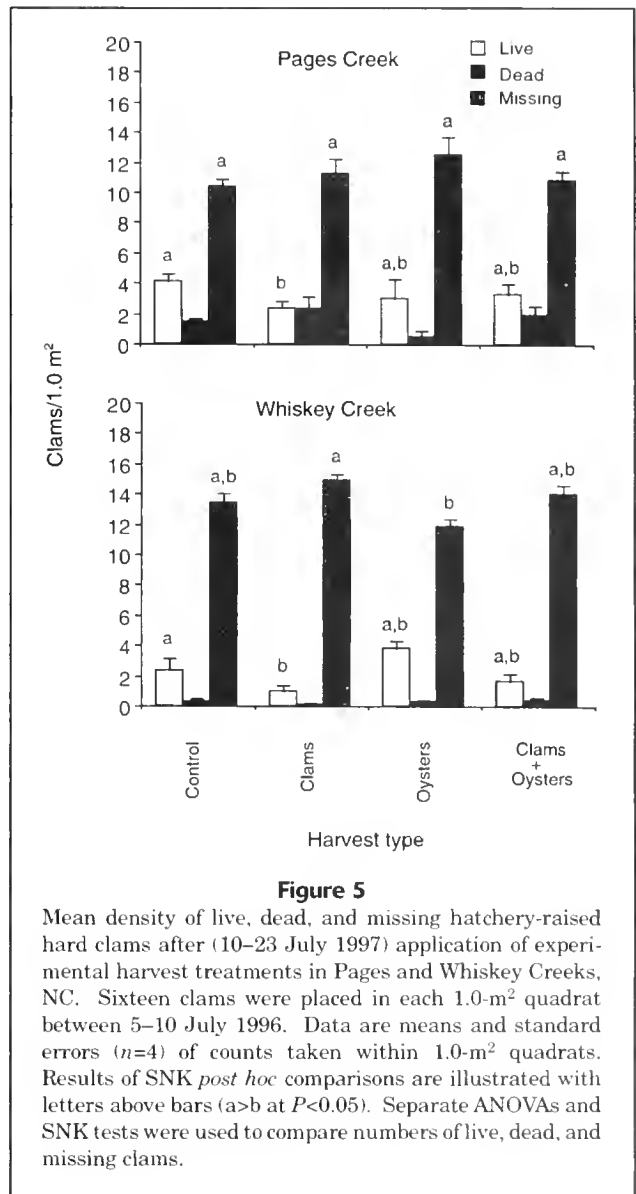 Pages Creek
Live
Dead
Missing
20
18
16
14
12
10
8
6
4
2
0
a
a
b
a
a,b
a
a,b
a
Whiskey Creek
20
18
16
14
12
10
8
6
4
2
0
a
a,b
b
a
a,b
b
a,b
a,b
Clams/1.0 m²
Control
Clams
Oysters
Clams
+
Oysters
Harvest type
Figure 5
Mean density of live, dead, and missing hatchery-raised
hard clams after (10–23 July 1997) application of experi-
mental harvest treatments in Pages and Whiskey Creeks,
NC. Sixteen clams were placed in each 1.0-m² quadrat
between 5–10 July 1996. Data are means and standard
errors (n=4) of counts taken within 1.0-m² quadrats.
Results of SNK post hoc comparisons are illustrated with
letters above bars (a>b at P<0.05). Separate ANOVAs and
SNK tests were used to compare numbers of live, dead, and
missing clams.